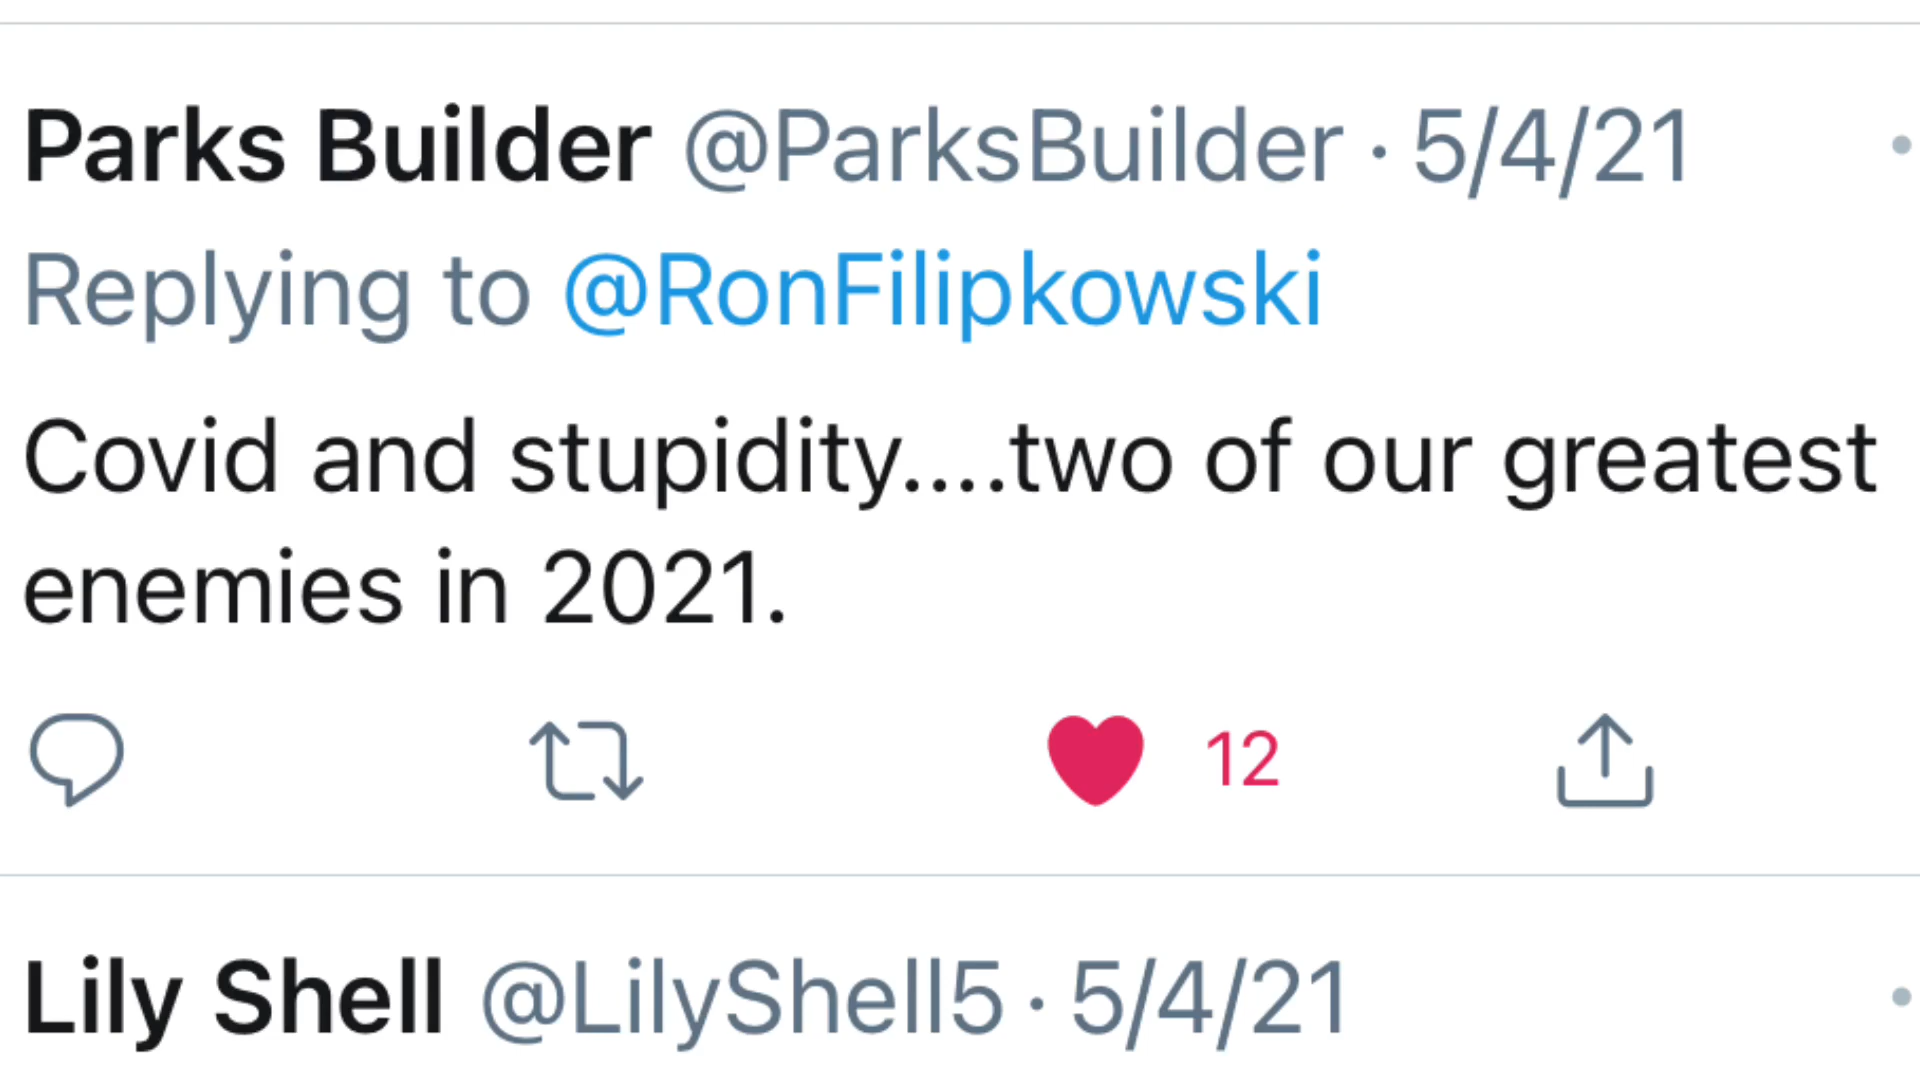 Parks Builder @ParksBuilder · 5/4/21
Replying to @RonFilipkowski
Covid and stupidity....two of our greatest
enemies in 2021.
12
Lily Shell @LilyShell5 · 5/4/21